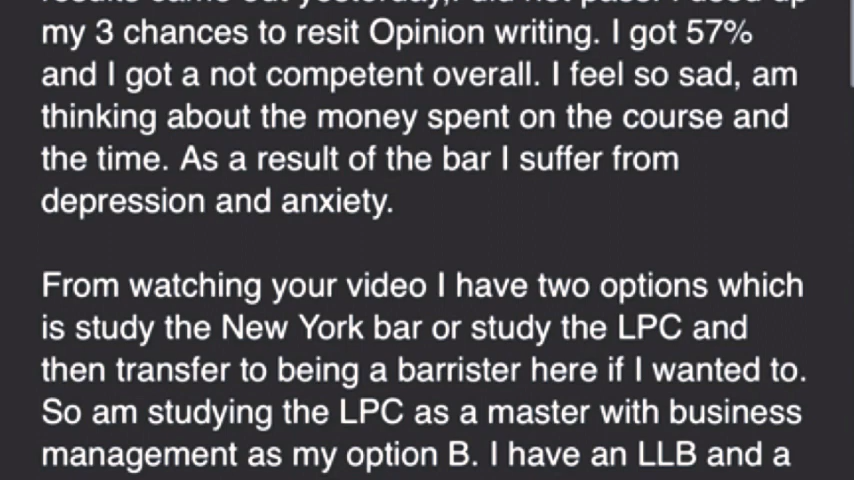 results came out yesterday, I did not pass. I used up
my 3 chances to resit Opinion writing. I got 57%
and I got a not competent overall. I feel so sad, am
thinking about the money spent on the course and
the time. As a result of the bar I suffer from
depression and anxiety.
From watching your video I have two options which
is study the New York bar or study the LPC and
then transfer to being a barrister here if I wanted to.
So am studying the LPC as a master with business
management as my option B. I have an LLB and a